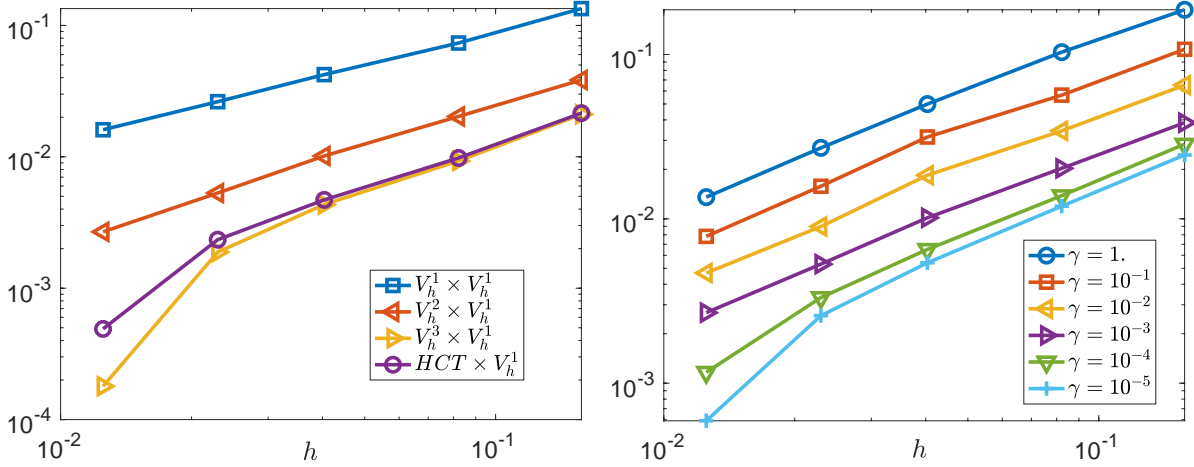 10^{-1}
10^{-2}
10^{-3}
10^{-4}
10^{-2}
h
10^{-1}
V_h^1 × V_h^1
V_h^2 × V_h^1
V_h^3 × V_h^1
HCT × V_h^1
10^{-1}
10^{-2}
10^{-3}
10^{-2}
h
10^{-1}
γ = 1.
γ = 10^{-1}
γ = 10^{-2}
γ = 10^{-3}
γ = 10^{-4}
γ = 10^{-5}